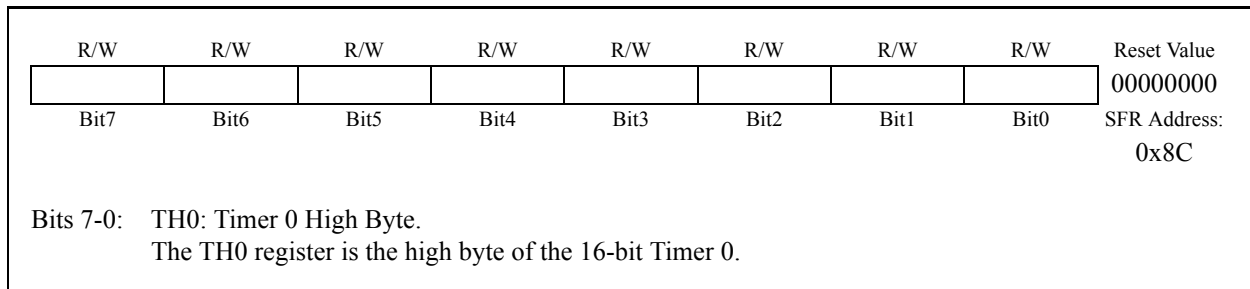 R/W R/W R/W R/W R/W R/W R/W R/W Reset Value
00000000
Bit7 Bit6 Bit5 Bit4 Bit3 Bit2 Bit1 Bit0 SFR Address:
0x8C
Bits 7-0: TH0: Timer 0 High Byte.
The TH0 register is the high byte of the 16-bit Timer 0.